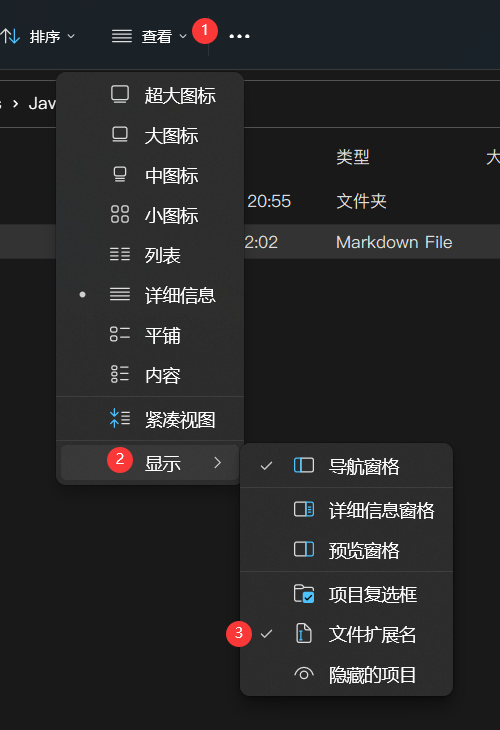 排序 查看 1 •••
› Jav
超大图标
类型 大
大图标
中图标
20:55 文件夹
小图标
2:02 Markdown File
列表
详细信息
平铺
内容
紧凑视图
2 显示
导航窗格
详细信息窗格
预览窗格
项目复选框
3 文件扩展名
隐藏的项目